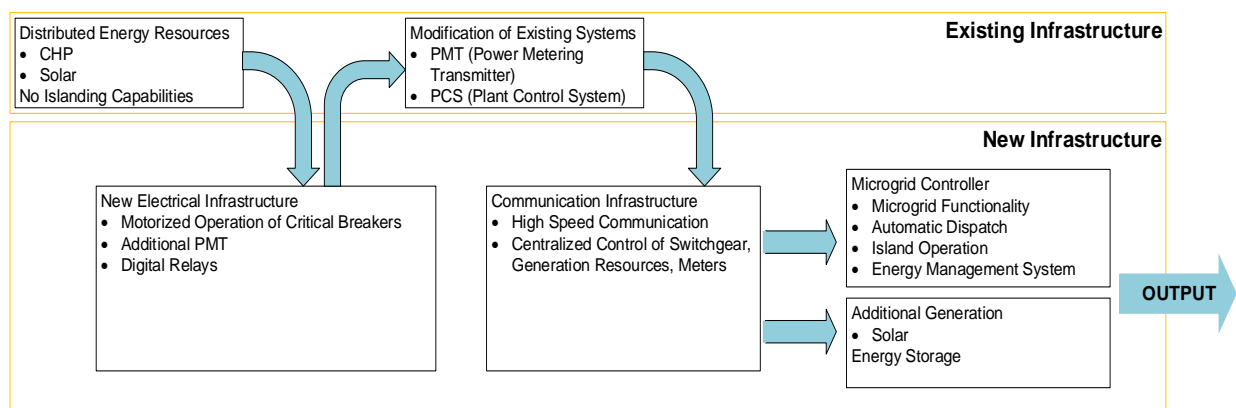 Existing Infrastructure
Distributed Energy Resources
• CHP
• Solar
No Islanding Capabilities
Modification of Existing Systems
• PMT (Power Metering
Transmitter)
• PCS (Plant Control System)
New Infrastructure
New Electrical Infrastructure
• Motorized Operation of Critical Breakers
• Additional PMT
• Digital Relays
Communication Infrastructure
• High Speed Communication
• Centralized Control of Switchgear,
Generation Resources, Meters
Microgrid Controller
• Microgrid Functionality
• Automatic Dispatch
• Island Operation
• Energy Management System
Additional Generation
• Solar
Energy Storage
OUTPUT